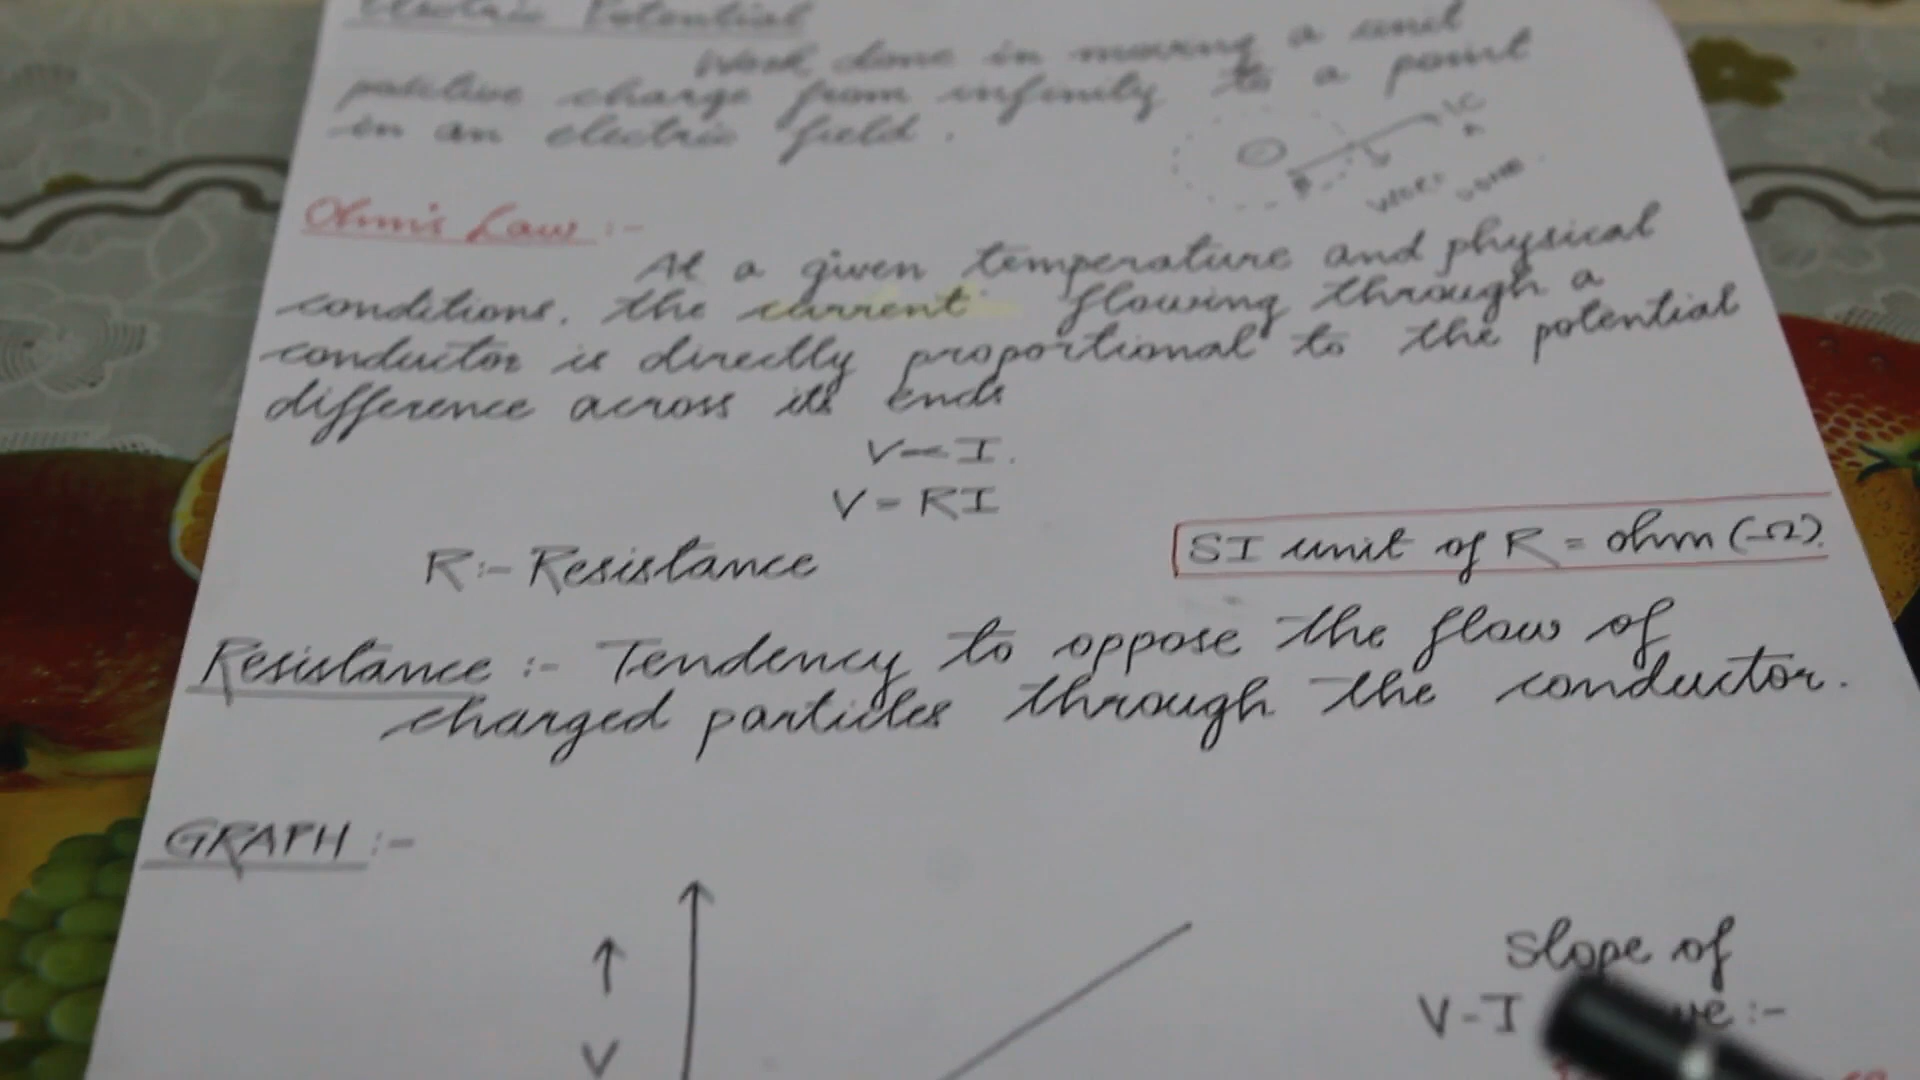 Electric Potential
Work done in moving a unit
positive charge from infinity to a point
in an electric field.
1C
A
B
WORK DONE
Ohm's Law :-
At a given temperature and physical
conditions. the current flowing through a
conductor is directly proportional to the potential
difference across its ends
V ∝ I.
V = RI
R :- Resistance
SI unit of R = ohm (Ω).
Resistance :- Tendency to oppose the flow of
charged particles through the conductor.
GRAPH :-
V
Slope of
V-I